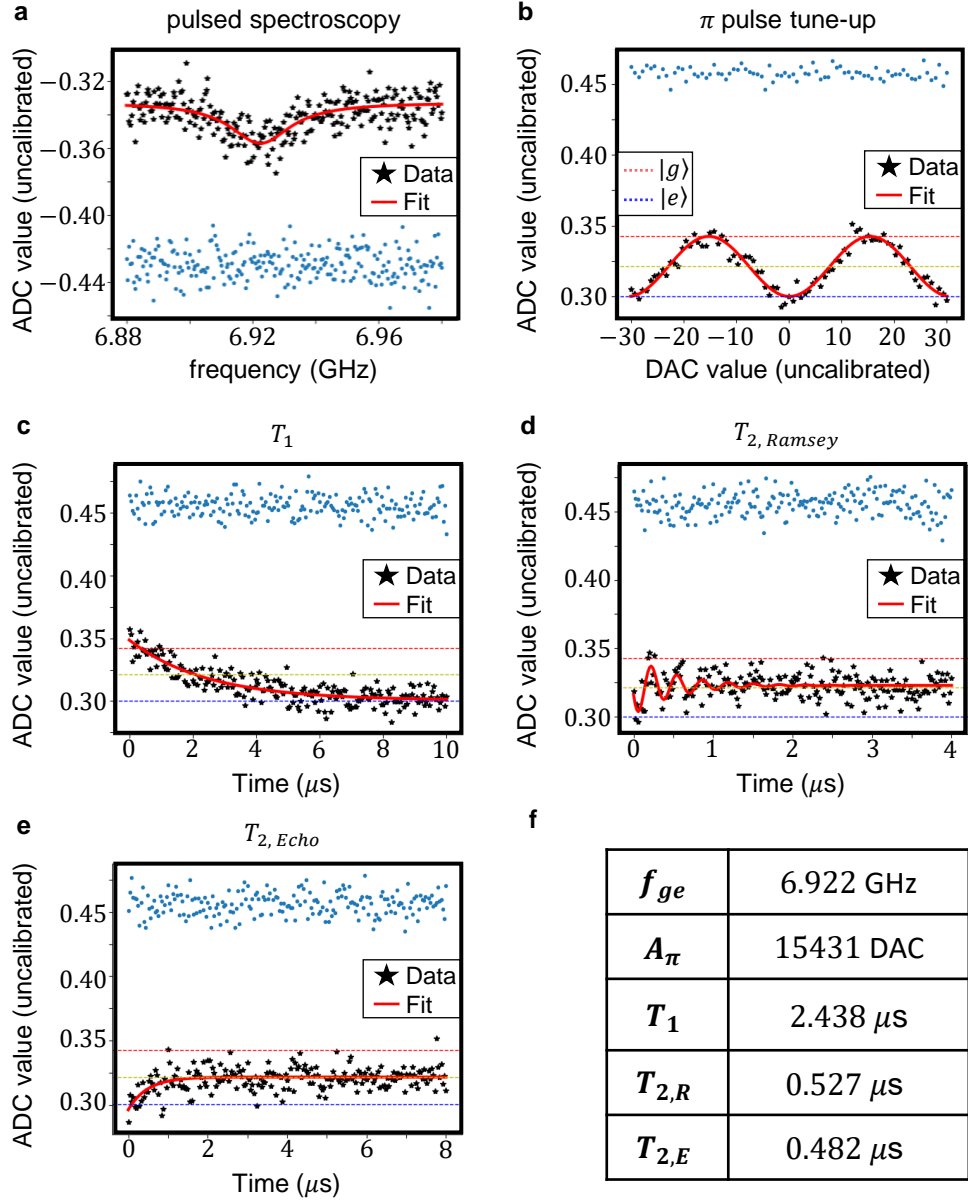 a
pulsed spectroscopy
ADC value (uncalibrated)
−0.32
−0.36
−0.40
−0.44
Data
Fit
6.88
6.92
6.96
frequency (GHz)
b
π pulse tune-up
ADC value (uncalibrated)
0.45
0.40
0.35
0.30
|g⟩
|e⟩
Data
Fit
−30
−20
−10
0
10
20
30
DAC value (uncalibrated)
c
T₁
ADC value (uncalibrated)
0.45
0.40
0.35
0.30
Data
Fit
0
2
4
6
8
10
Time (μs)
d
T₂, Ramsey
ADC value (uncalibrated)
0.45
0.40
0.35
0.30
Data
Fit
0
1
2
3
4
Time (μs)
e
T₂, Echo
ADC value (uncalibrated)
0.45
0.40
0.35
0.30
Data
Fit
0
2
4
6
8
Time (μs)
f
f_ge 6.922 GHz
A_π 15431 DAC
T₁ 2.438 μs
T₂,R 0.527 μs
T₂,E 0.482 μs